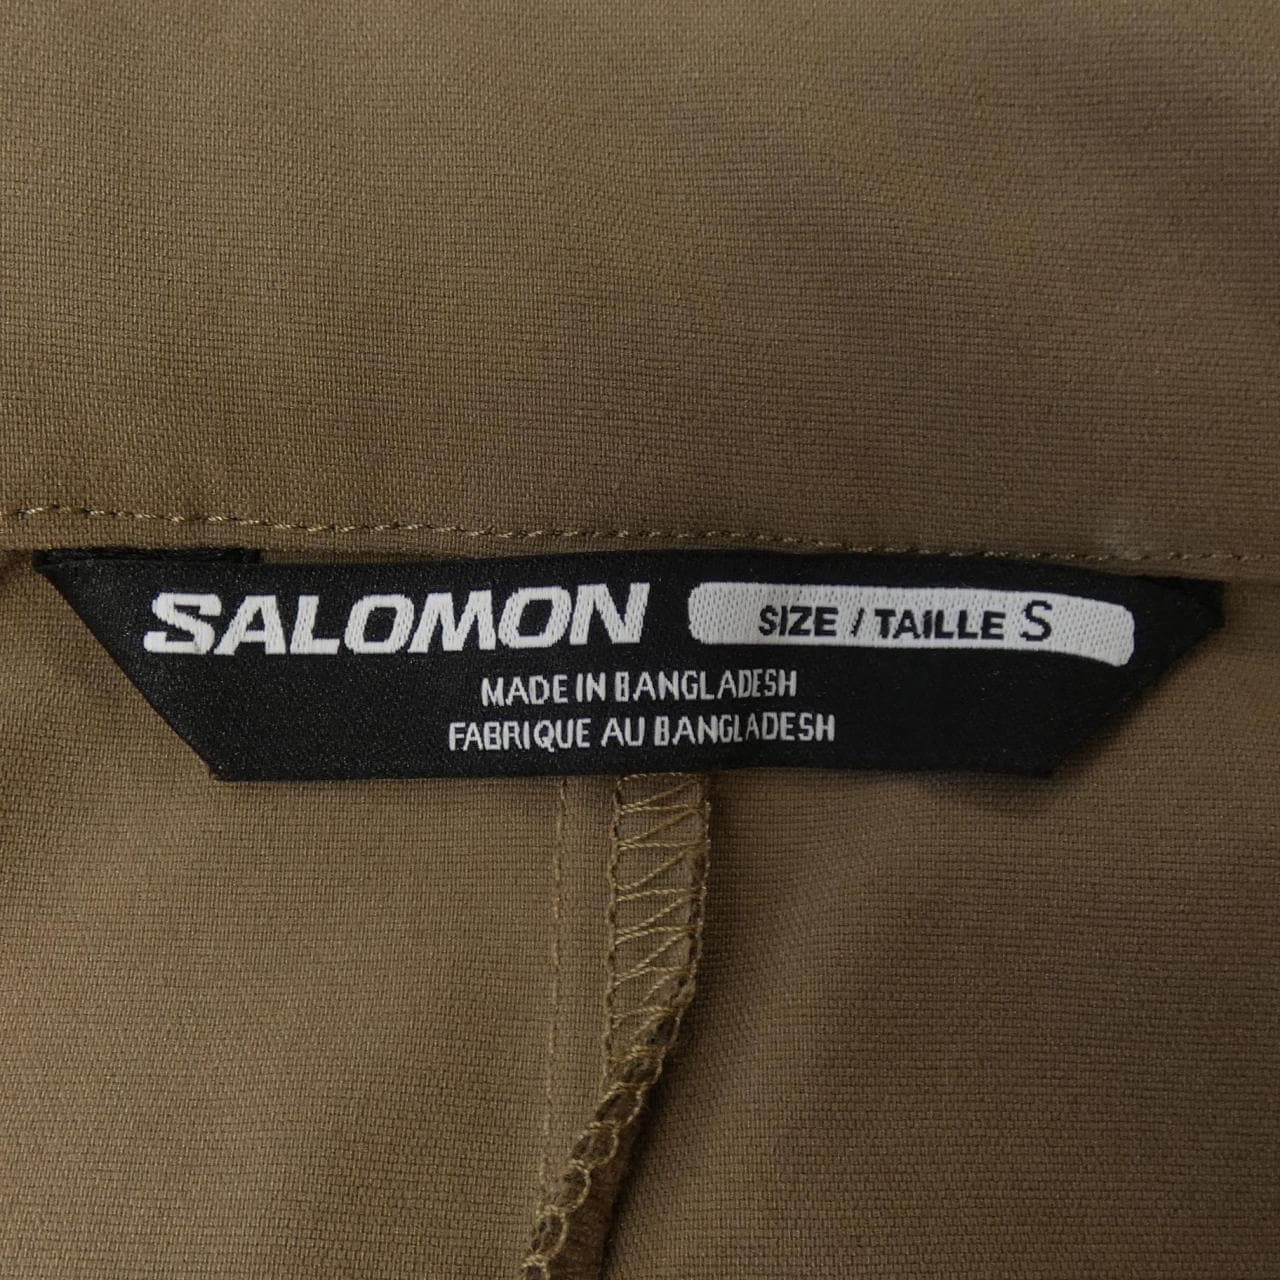 SALOMON
SIZE / TAILLE S
MADE IN BANGLADESH
FABRIQUE AU BANGLADESH